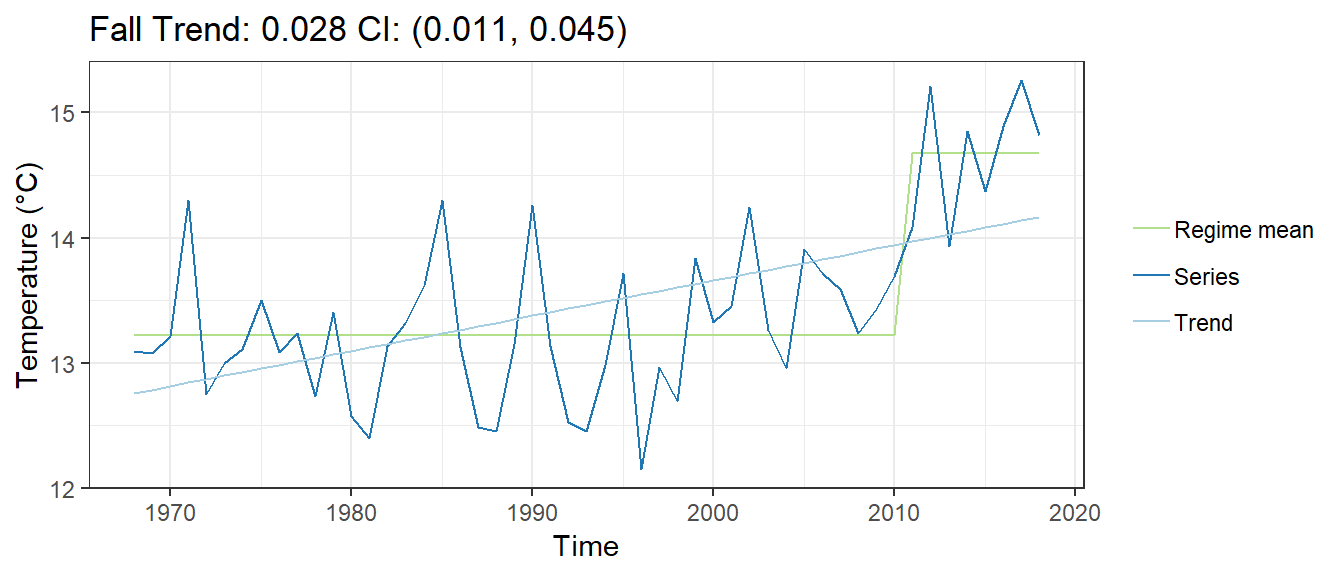 Fall Trend: 0.028 CI: (0.011, 0.045)
Temperature (°C)
15
14
13
12
1970 1980 1990 2000 2010 2020
Time
Regime mean
Series
Trend